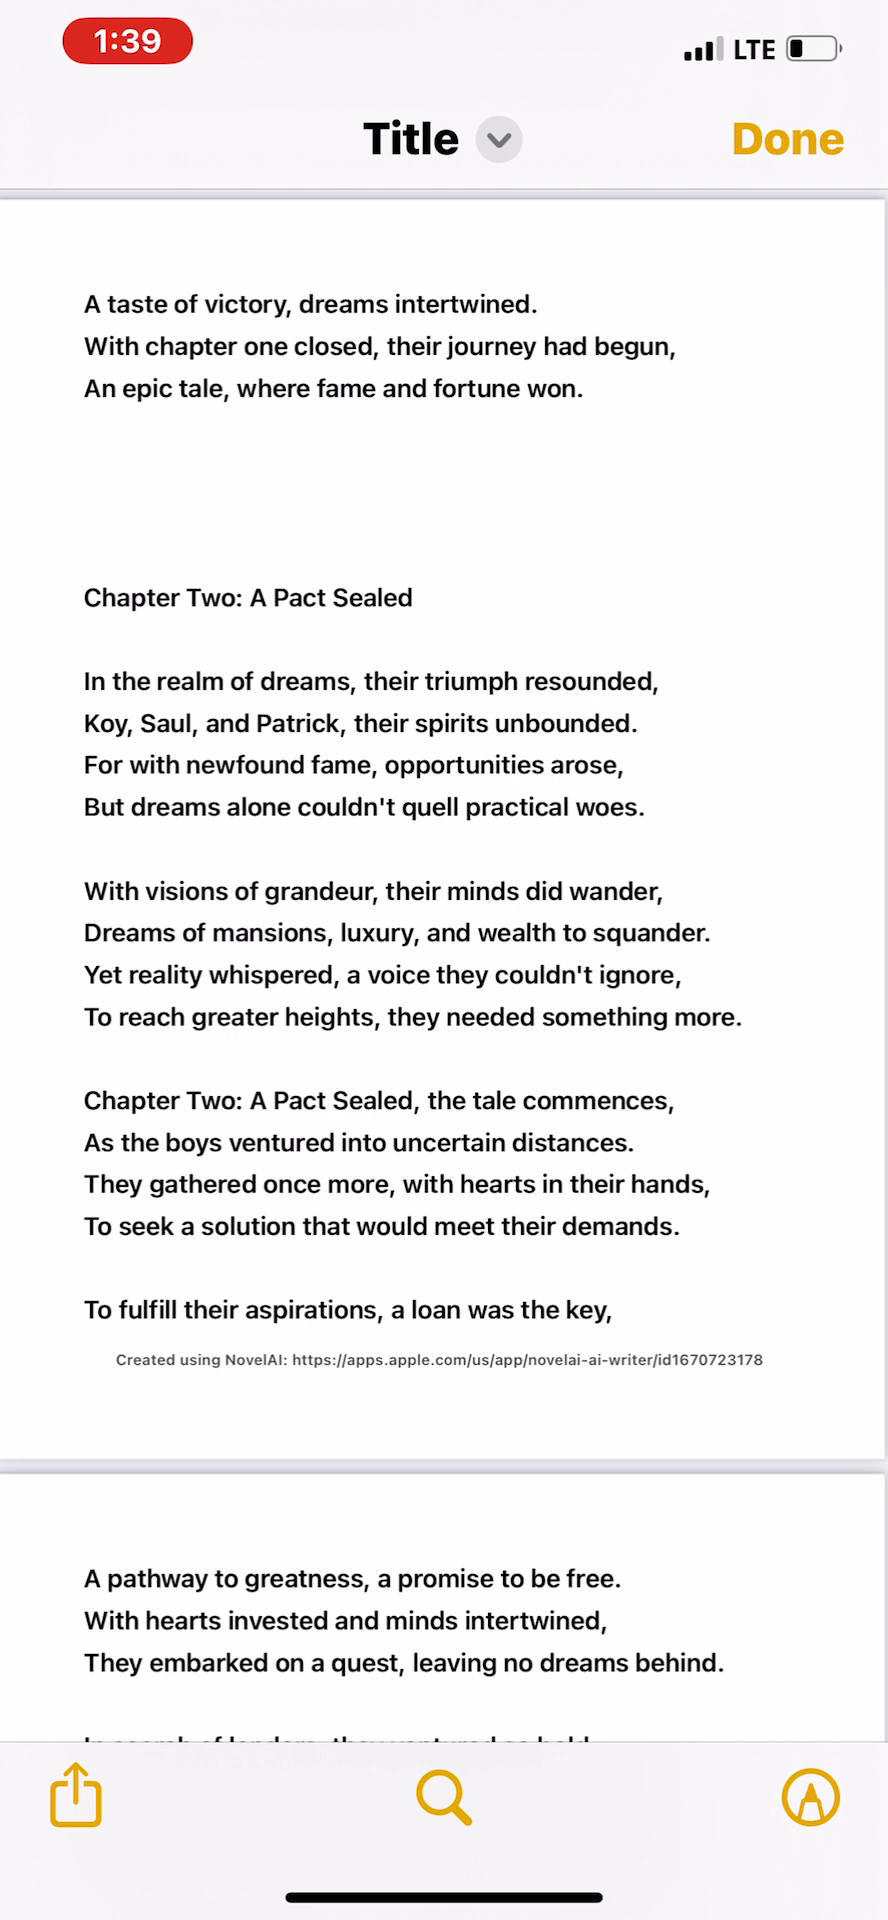 1:39
LTE
Title
Done
A taste of victory, dreams intertwined.
With chapter one closed, their journey had begun,
An epic tale, where fame and fortune won.
Chapter Two: A Pact Sealed
In the realm of dreams, their triumph resounded,
Koy, Saul, and Patrick, their spirits unbounded.
For with newfound fame, opportunities arose,
But dreams alone couldn't quell practical woes.
With visions of grandeur, their minds did wander,
Dreams of mansions, luxury, and wealth to squander.
Yet reality whispered, a voice they couldn't ignore,
To reach greater heights, they needed something more.
Chapter Two: A Pact Sealed, the tale commences,
As the boys ventured into uncertain distances.
They gathered once more, with hearts in their hands,
To seek a solution that would meet their demands.
To fulfill their aspirations, a loan was the key,
Created using NovelAI: https://apps.apple.com/us/app/novelai-ai-writer/id1670723178
A pathway to greatness, a promise to be free.
With hearts invested and minds intertwined,
They embarked on a quest, leaving no dreams behind.
In search of lenders, they ventured so bold